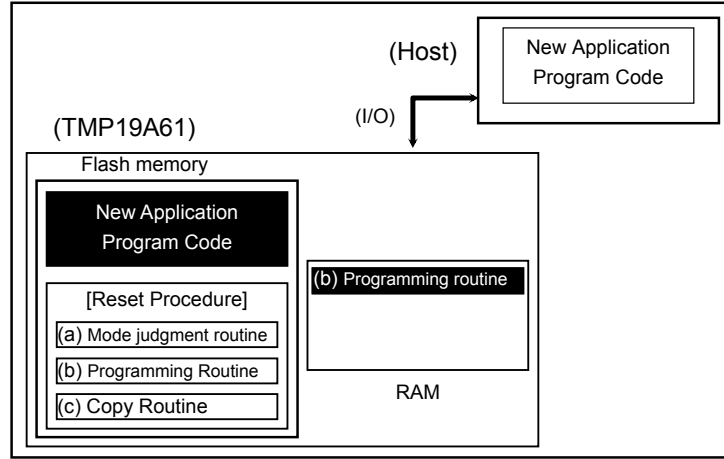 (Host)
New Application
Program Code
(I/O)
(TMP19A61)
Flash memory
New Application
Program Code
[Reset Procedure]
(a) Mode judgment routine
(b) Programming Routine
(c) Copy Routine
(b) Programming routine
RAM